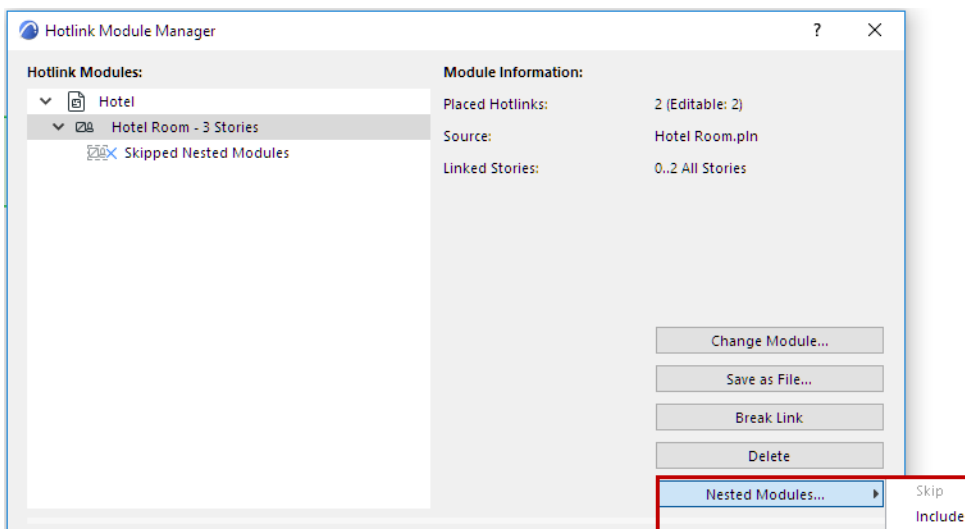 Hotlink Module Manager
?
Hotlink Modules:
Hotel
Hotel Room - 3 Stories
Skipped Nested Modules
Module Information:
Placed Hotlinks: 2 (Editable: 2)
Source: Hotel Room.pln
Linked Stories: 0..2 All Stories
Change Module...
Save as File...
Break Link
Delete
Nested Modules...
Skip
Include